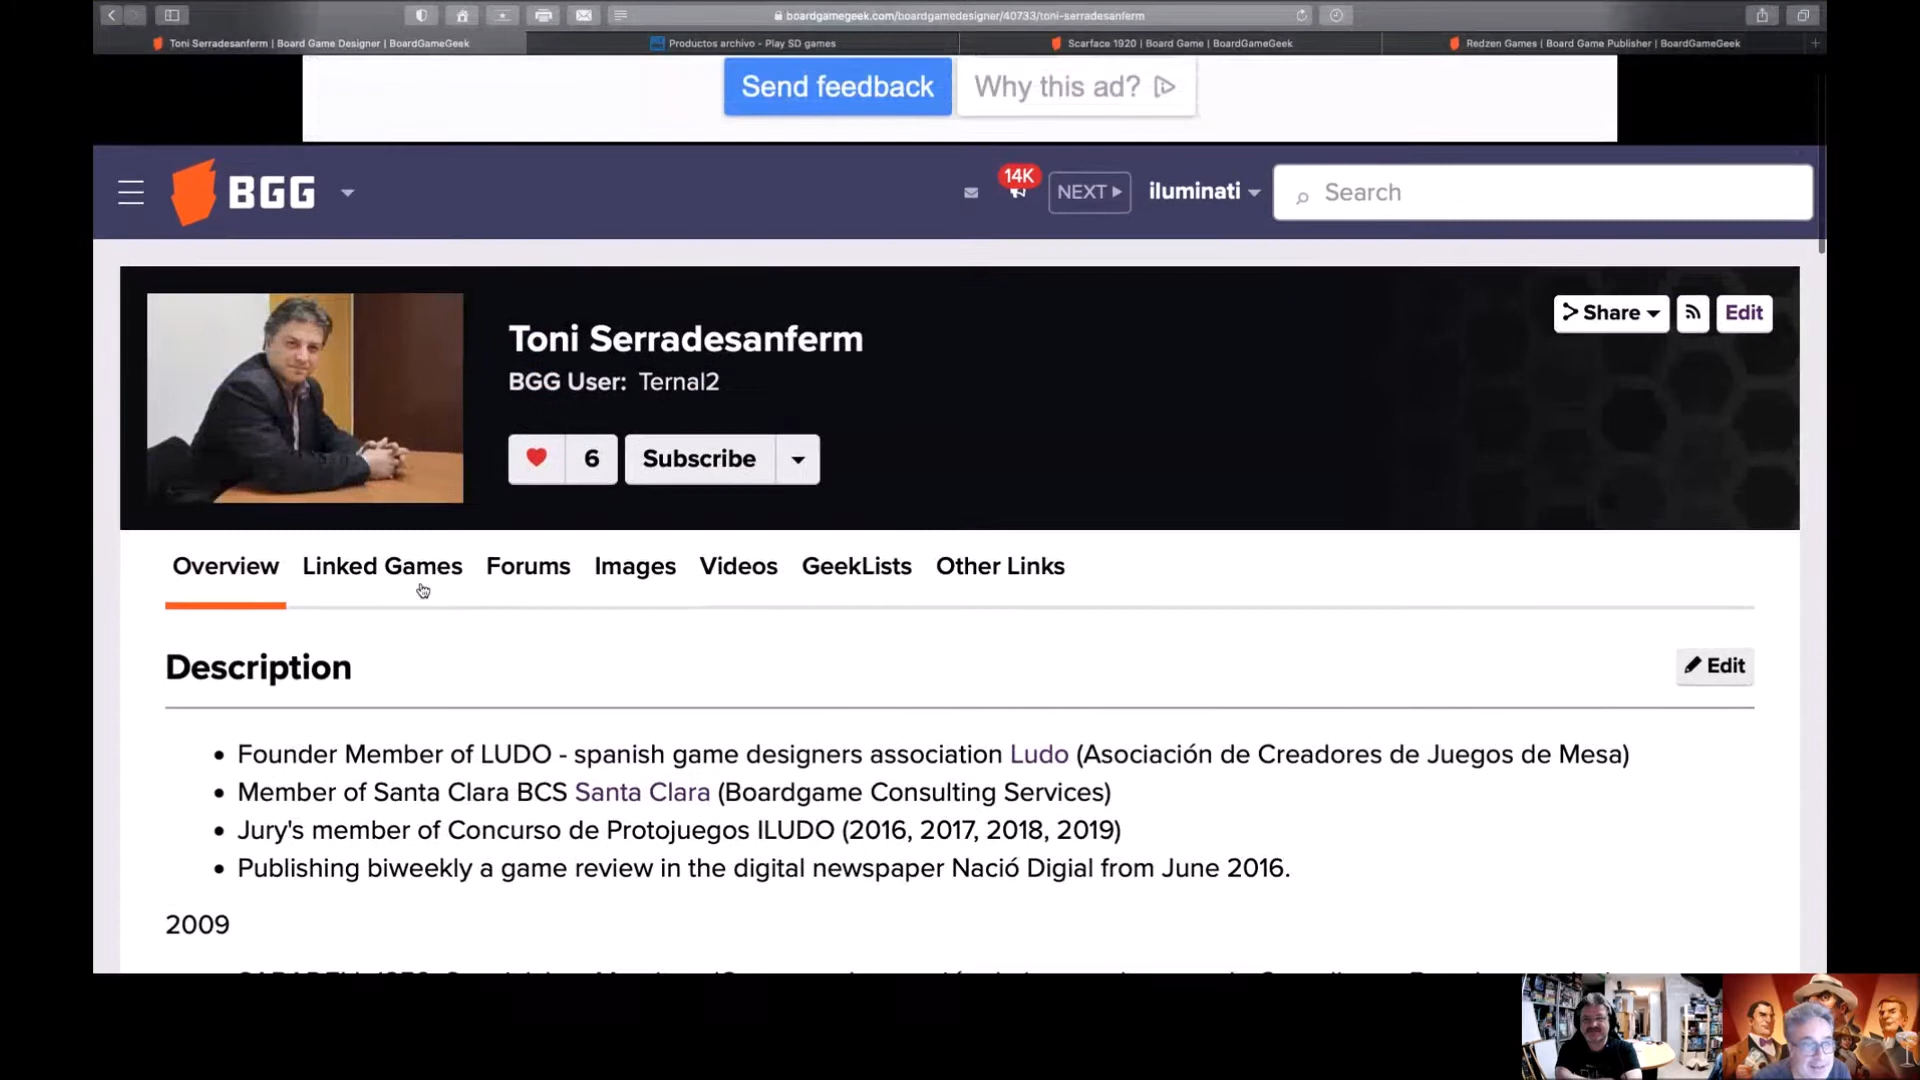 boardgamegeek.com/boardgamedesigner/40733/toni-serradesanferm
Toni Serradesanferm | Board Game Designer | BoardGameGeek
Productos archivo - Play SD games
Scarface 1920 | Board Game | BoardGameGeek
Redzen Games | Board Game Publisher | BoardGameGeek
Send feedback
Why this ad?
BGG
14K
NEXT
iluminati
Search
Toni Serradesanferm
BGG User: Ternal2
Share
Edit
6
Subscribe
Overview
Linked Games
Forums
Images
Videos
GeekLists
Other Links
Description
Edit
• Founder Member of LUDO - spanish game designers association Ludo (Asociación de Creadores de Juegos de Mesa)
• Member of Santa Clara BCS Santa Clara (Boardgame Consulting Services)
• Jury's member of Concurso de Protojuegos ILUDO (2016, 2017, 2018, 2019)
• Publishing biweekly a game review in the digital newspaper Nació Digial from June 2016.
2009